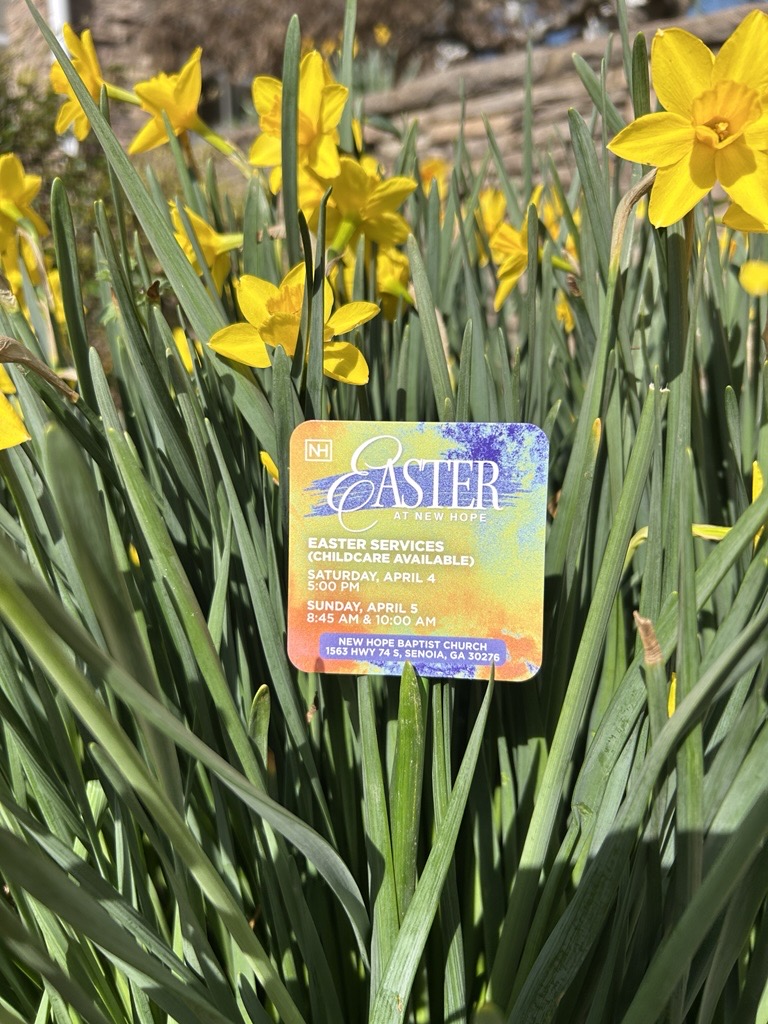 NH
EASTER
AT NEW HOPE
EASTER SERVICES
(CHILDCARE AVAILABLE)
SATURDAY, APRIL 4
5:00 PM
SUNDAY, APRIL 5
8:45 AM & 10:00 AM
NEW HOPE BAPTIST CHURCH
1563 HWY 74 S, SENOIA, GA 30276